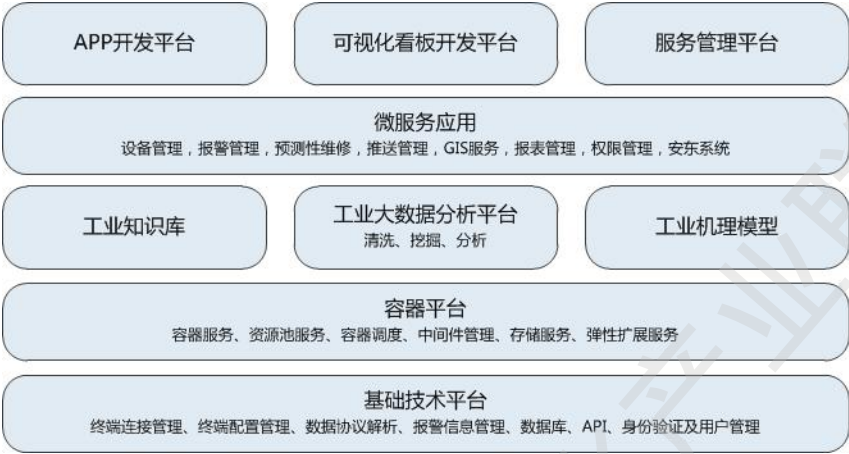 APP开发平台
可视化看板开发平台
服务管理平台
微服务应用
设备管理，报警管理，预测性维修，推送管理，GIS服务，报表管理，权限管理，安东系统
工业知识库
工业大数据分析平台
清洗、挖掘、分析
工业机理模型
容器平台
容器服务、资源池服务、容器调度、中间件管理、存储服务、弹性扩展服务
基础技术平台
终端连接管理、终端配置管理、数据协议解析、报警信息管理、数据库、API、身份验证及用户管理
产业联